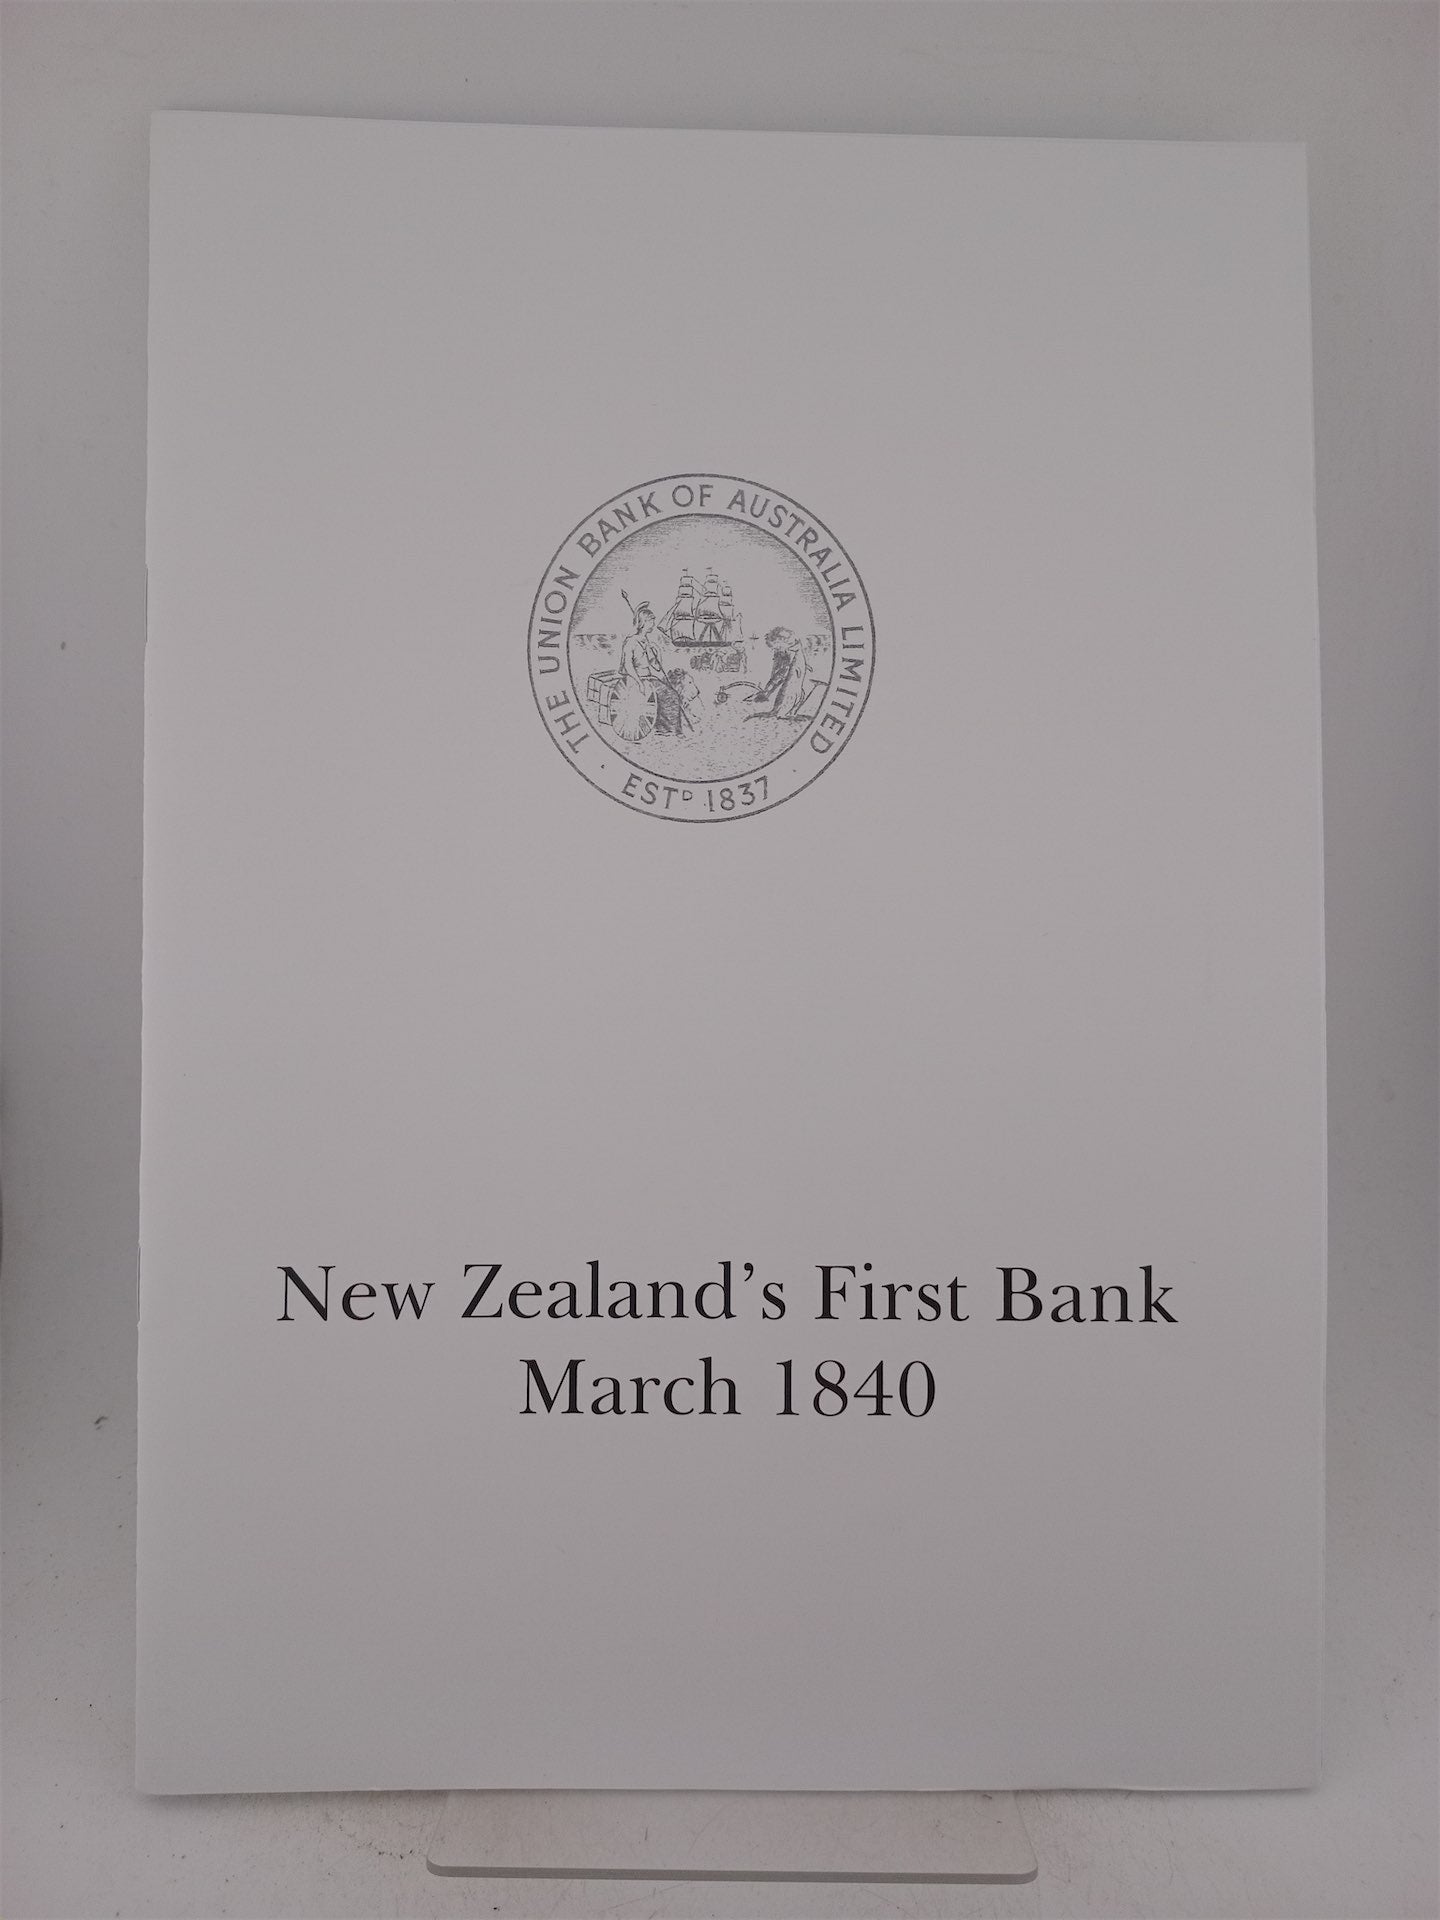 THE UNION BANK OF AUSTRALIA LIMITED
· ESTᴰ 1837 ·
New Zealand’s First Bank
March 1840